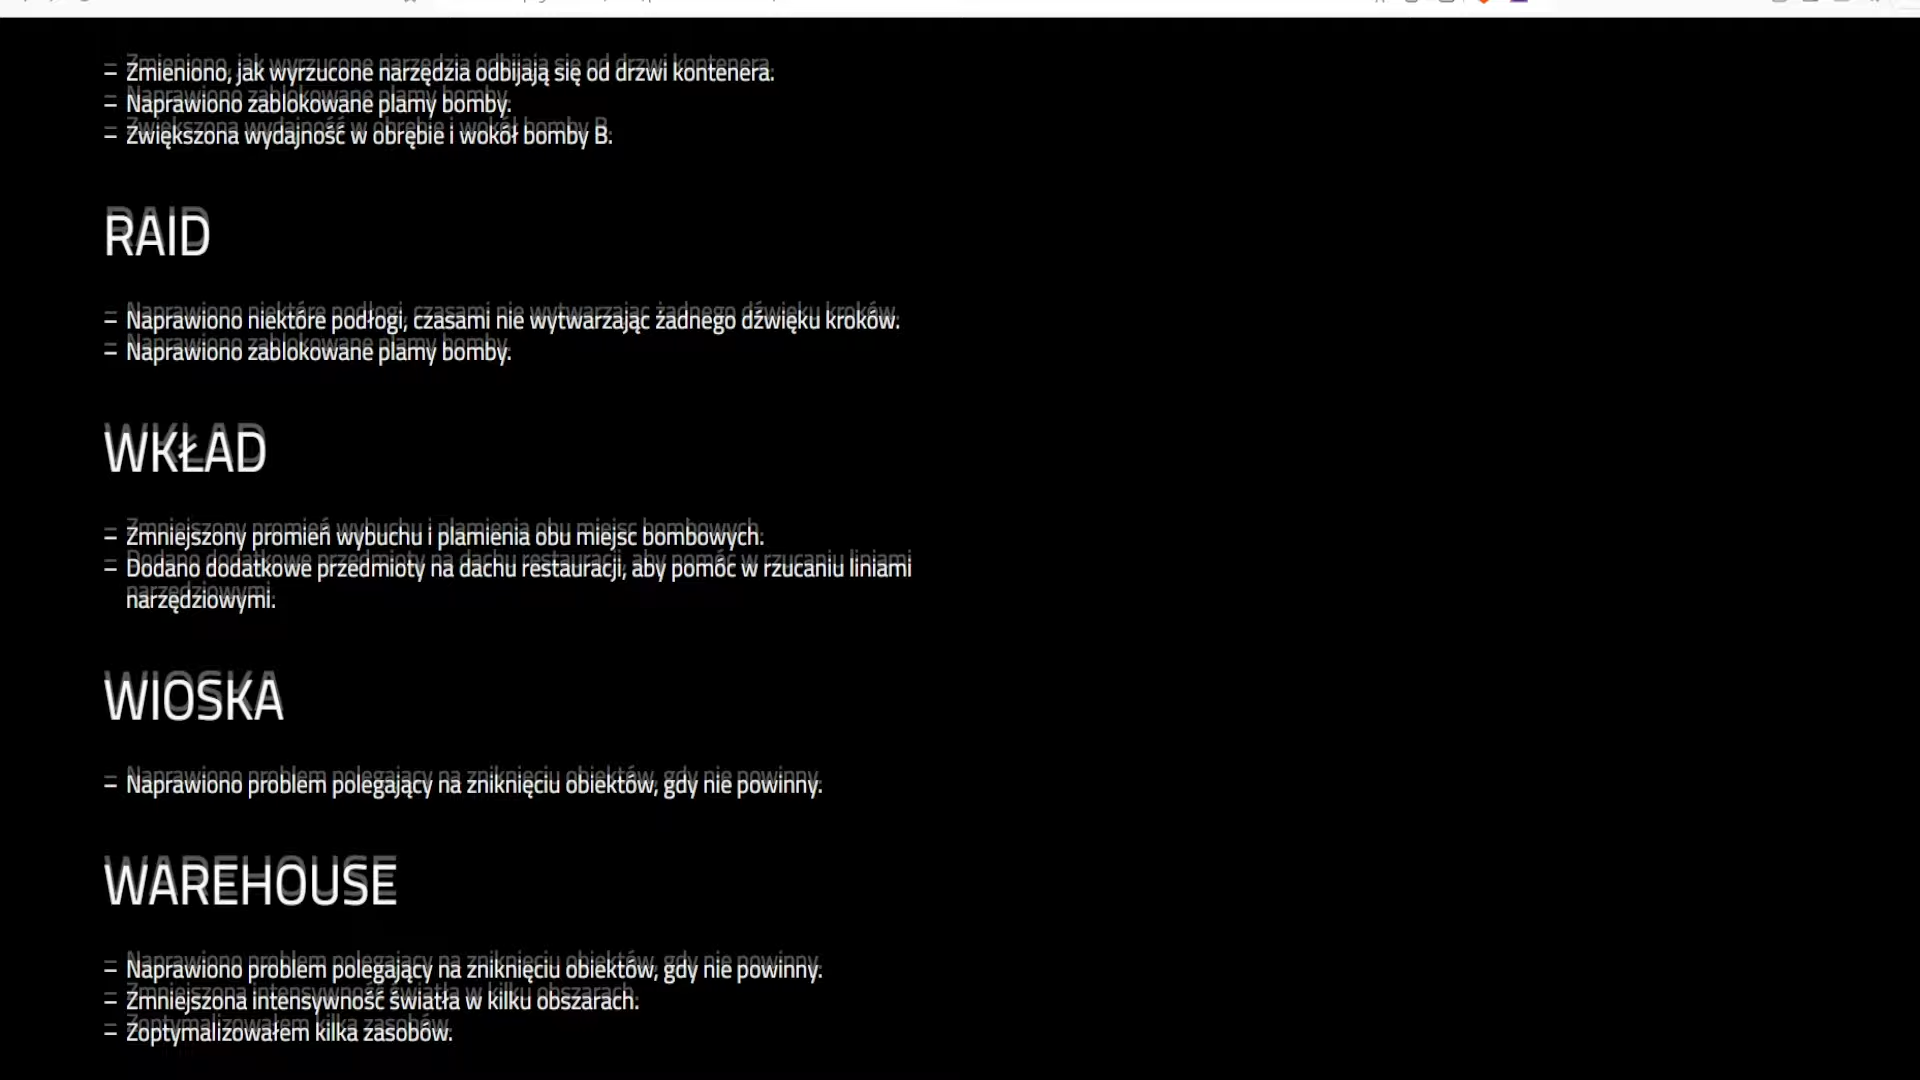 – Zmieniono, jak wyrzucone narzędzia odbijają się od drzwi kontenera.
– Naprawiono zablokowane plamy bomby.
– Zwiększona wydajność w obrębie i wokół bomby B.
RAID
– Naprawiono niektóre podłogi, czasami nie wytwarzając żadnego dźwięku kroków.
– Naprawiono zablokowane plamy bomby.
WKŁAD
– Zmniejszony promień wybuchu i plamienia obu miejsc bombowych.
– Dodano dodatkowe przedmioty na dachu restauracji, aby pomóc w rzucaniu liniami
narzędziowymi.
WIOSKA
– Naprawiono problem polegający na zniknięciu obiektów, gdy nie powinny.
WAREHOUSE
– Naprawiono problem polegający na zniknięciu obiektów, gdy nie powinny.
– Zmniejszona intensywność światła w kilku obszarach.
– Zoptymalizowałem kilka zasobów.